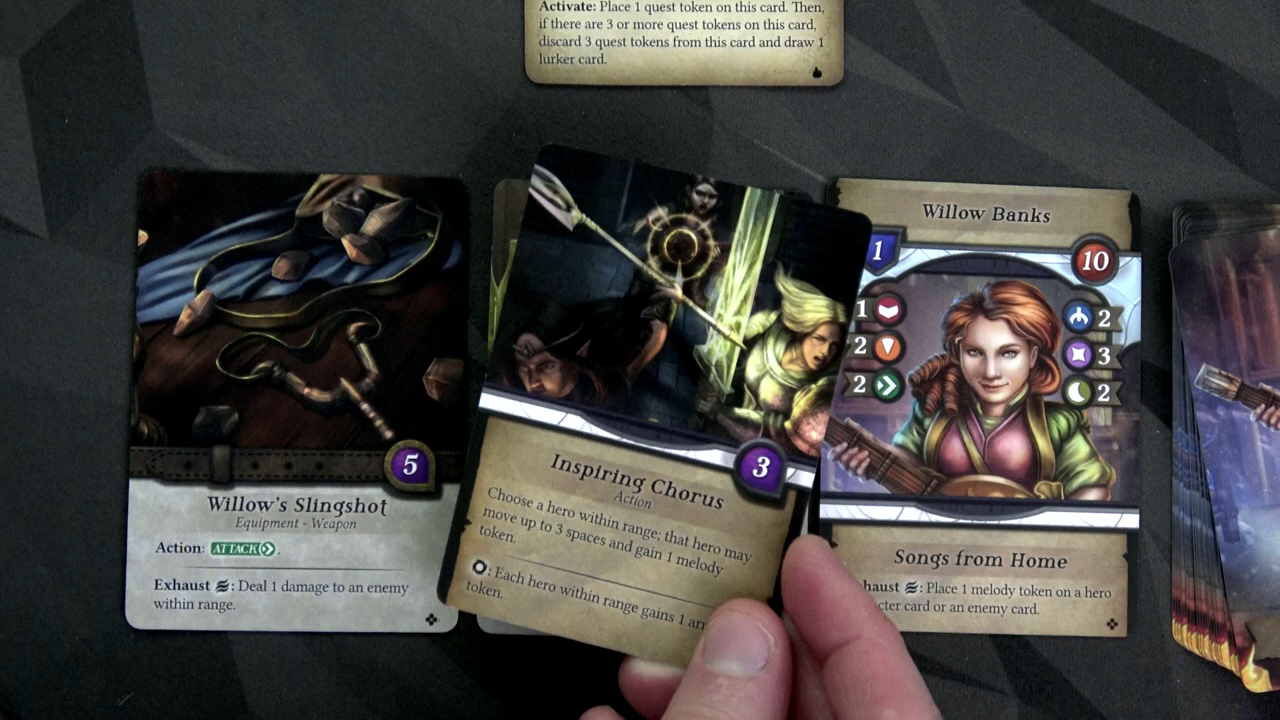 Activate: Place 1 quest token on this card. Then,
if there are 3 or more quest tokens on this card,
discard 3 quest tokens from this card and draw 1
lurker card.
5
Willow's Slingshot
Equipment - Weapon
Action: ATTACK.
Exhaust: Deal 1 damage to an enemy
within range.
3
Inspiring Chorus
Action
Choose a hero within range; that hero may
move up to 3 spaces and gain 1 melody
token.
: Each hero within range gains 1
token.
Willow Banks
1
10
1
2
2
2
3
2
Songs from Home
: Place 1 melody token on a hero
card or an enemy card.